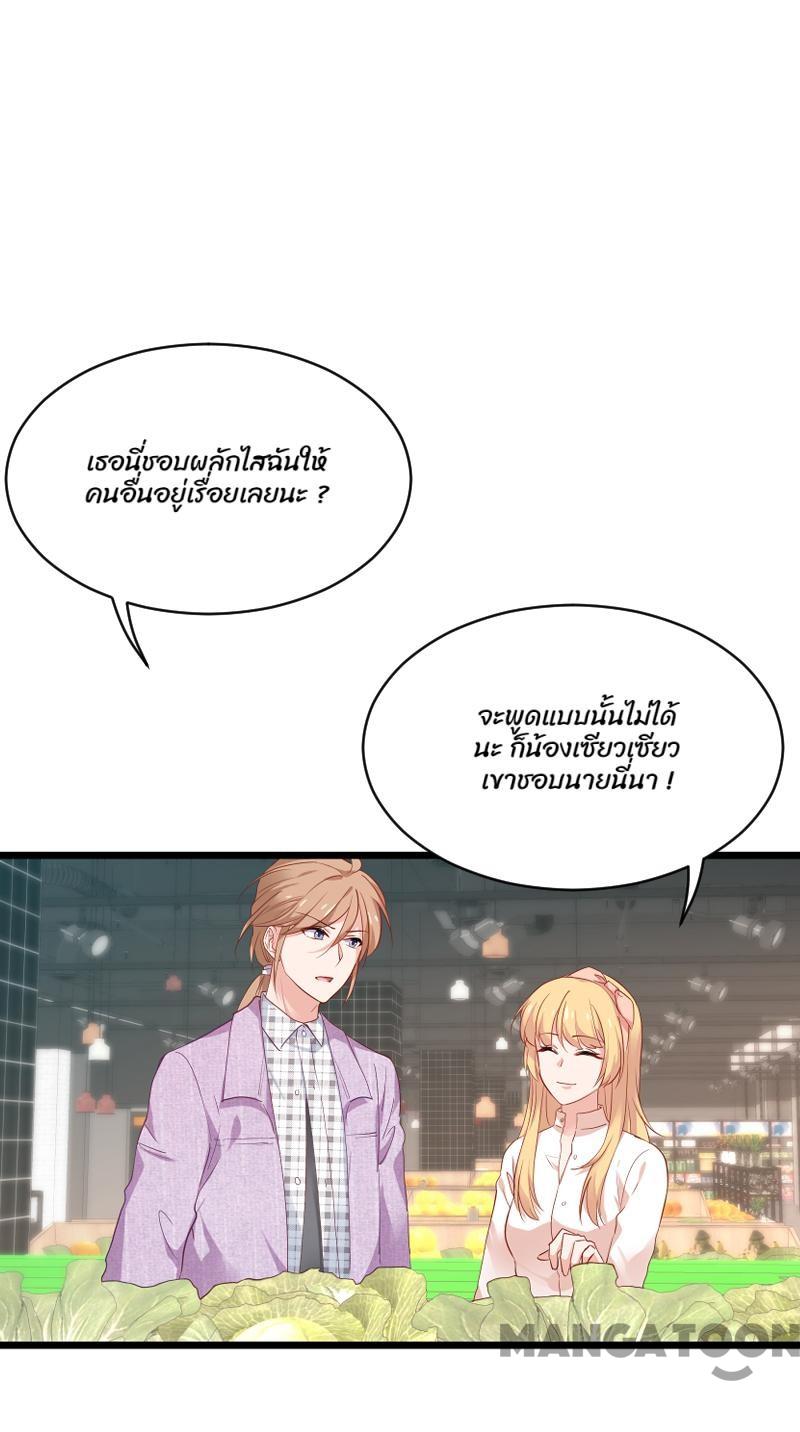 เธอนี่ชอบผลักไสฉันให้
คนอื่นอยู่เรื่อยเลยนะ ?
จะพูดแบบนั้นไม่ได้
นะ ก็น้องเซียวเซียว
เขาชอบนายนี่นา !
MANGATOON